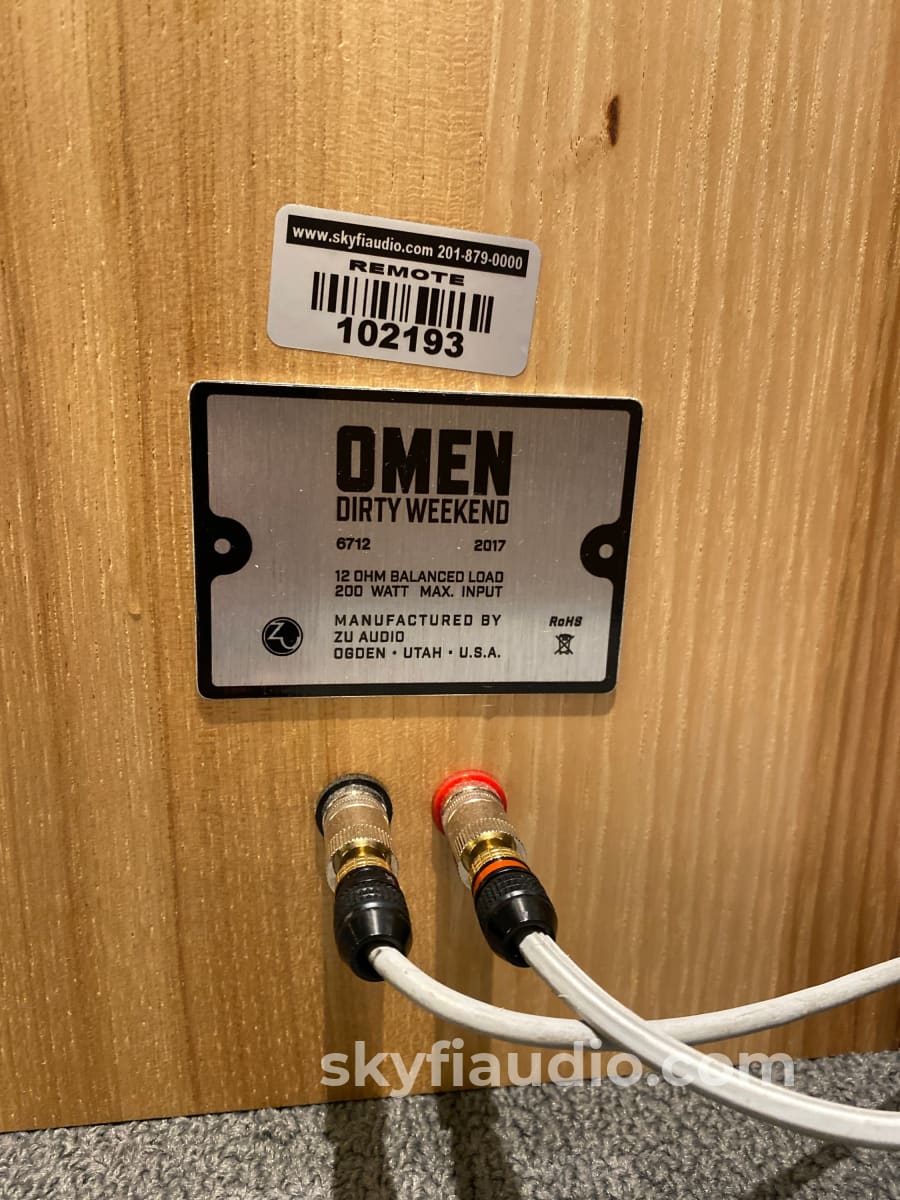 www.skyfiaudio.com 201-879-0000
REMOTE
102193
OMEN
DIRTY WEEKEND
6712 2017
12 OHM BALANCED LOAD
200 WATT MAX. INPUT
MANUFACTURED BY
ZU AUDIO
OGDEN • UTAH • U.S.A.
ZU
RoHS
skyfiaudio.com